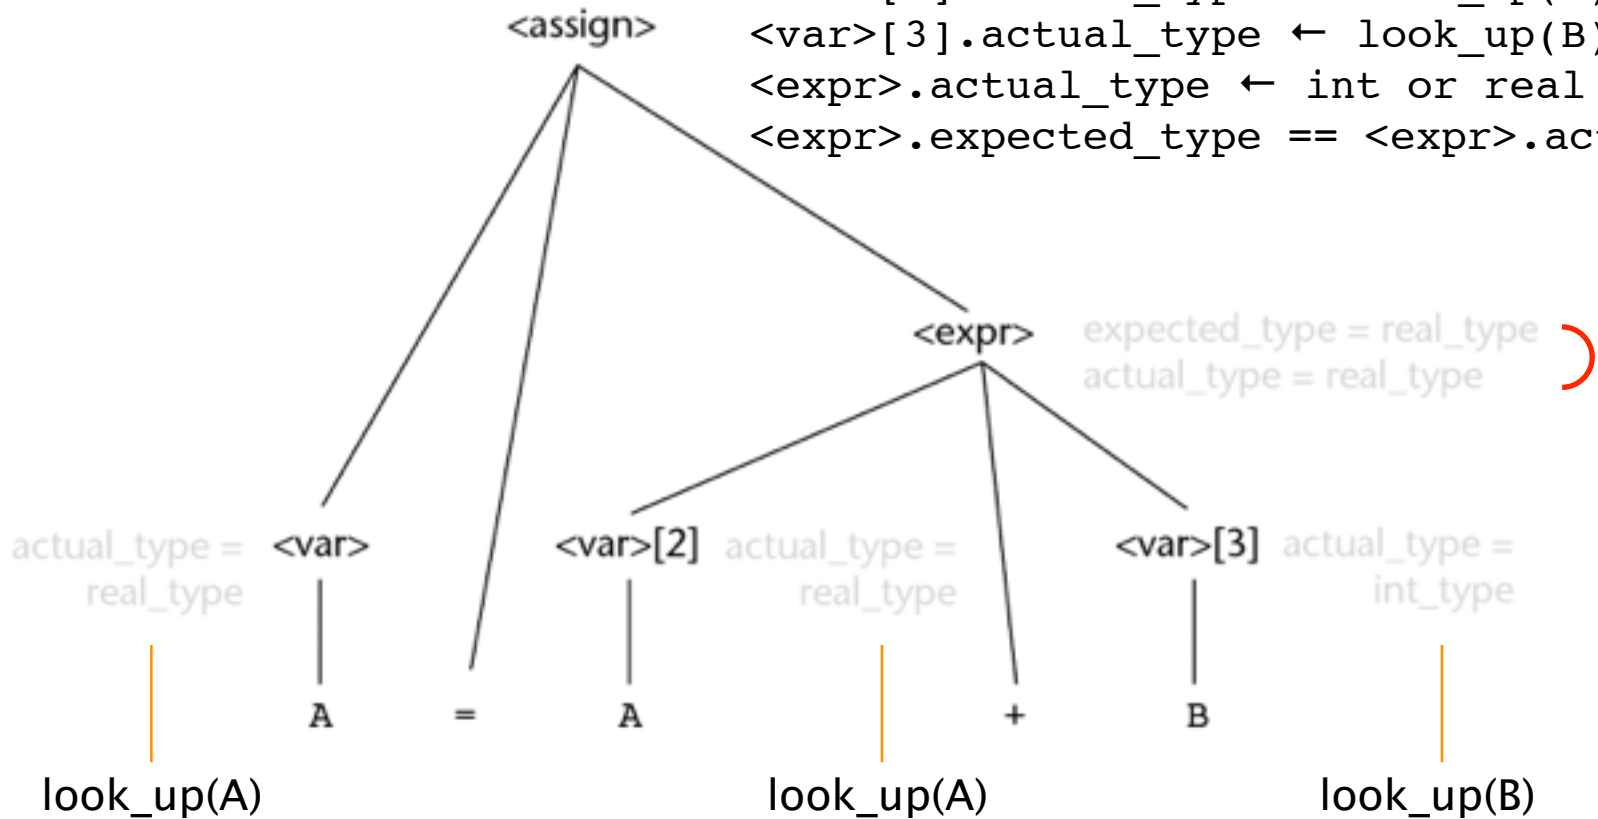 <var>[3].actual_type ← look_up(B)
<expr>.actual_type ← int or real
<expr>.expected_type == <expr>.ac
<assign>
<expr> expected_type = real_type
actual_type = real_type
actual_type = <var> <var>[2] actual_type = <var>[3] actual_type =
real_type real_type int_type
A = A + B
look_up(A) look_up(A) look_up(B)